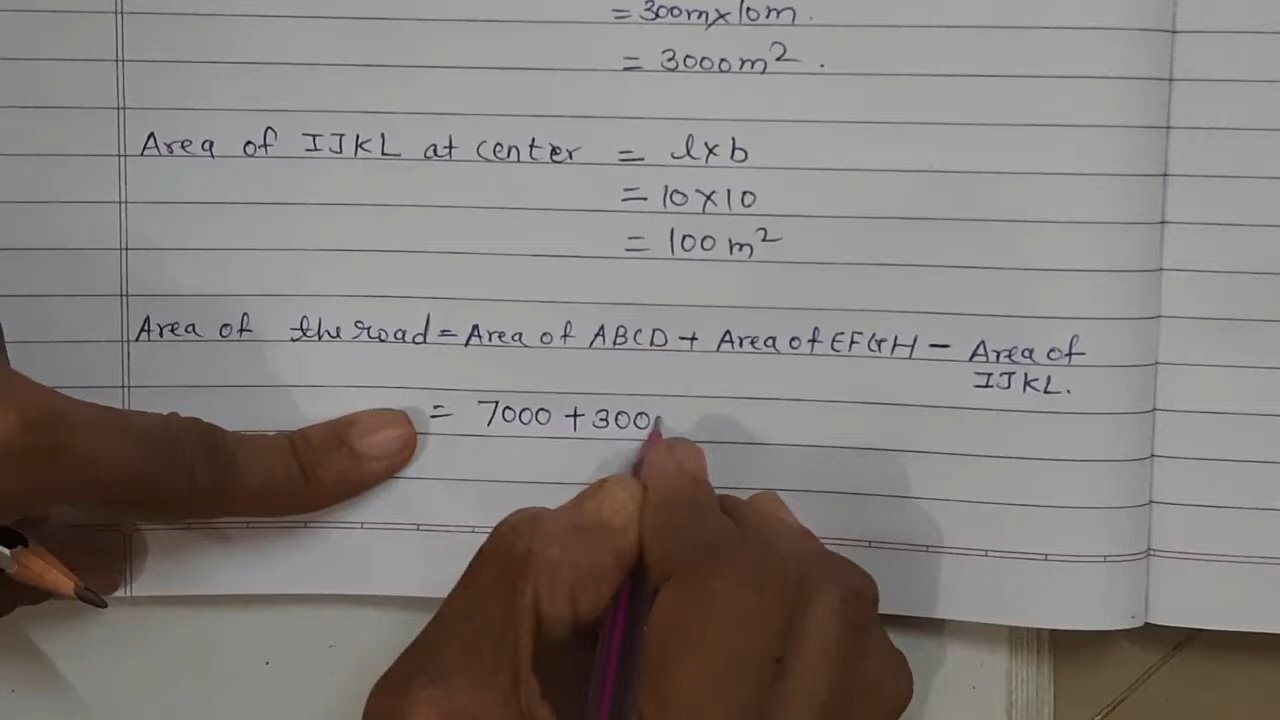 = 300m×10m.
= 3000m².
Area of IJKL at center = l×b
= 10×10
= 100 m²
Area of the road = Area of ABCD + Area of EFGH – Area of
IJKL.
= 7000 + 3000